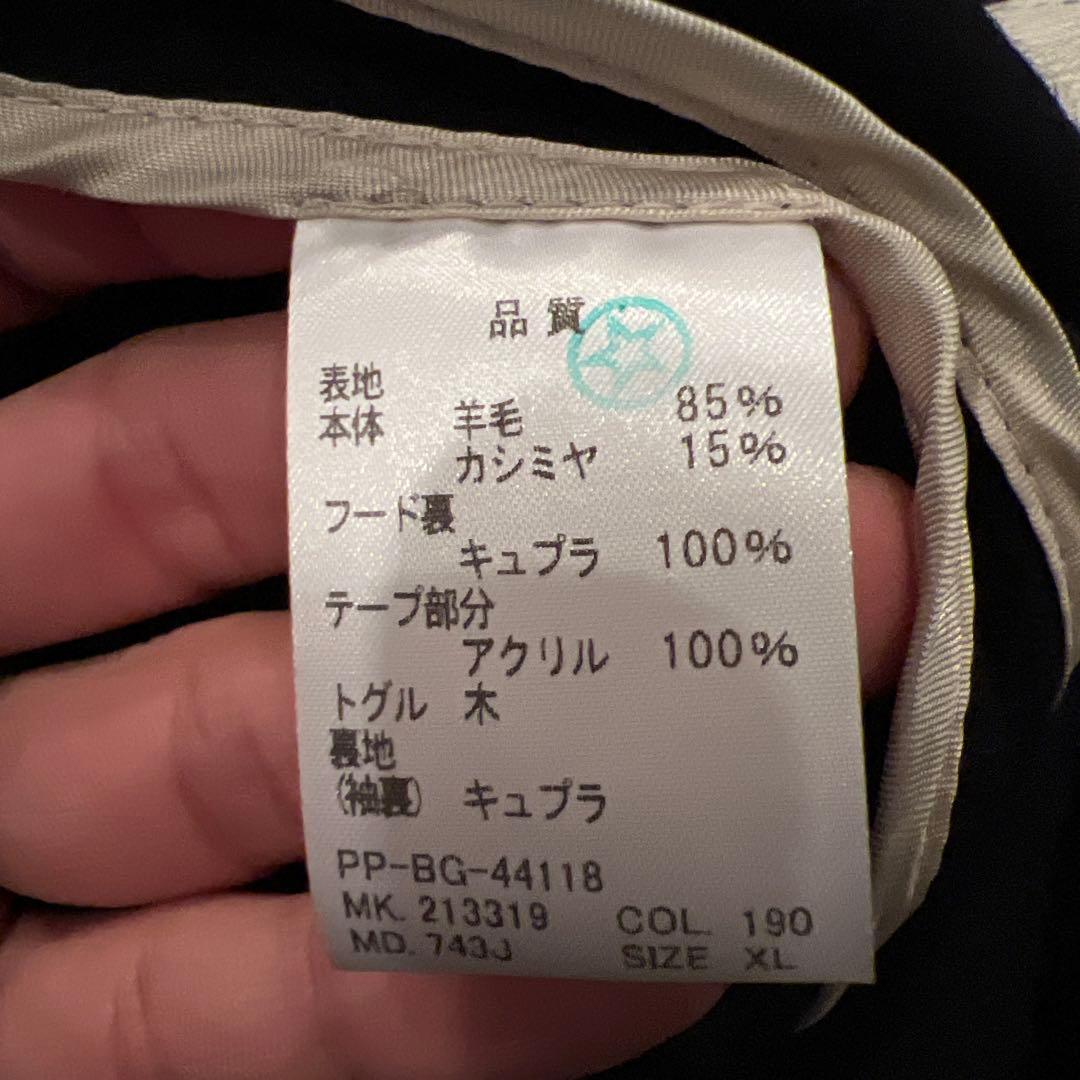 品質
表地
本体 羊毛 85%
カシミヤ 15%
フード裏
キュプラ 100%
テープ部分
アクリル 100%
トグル 木
裏地
(袖裏) キュプラ
PP-BG-44118
MK. 213319 COL. 190
MD. SIZE XL